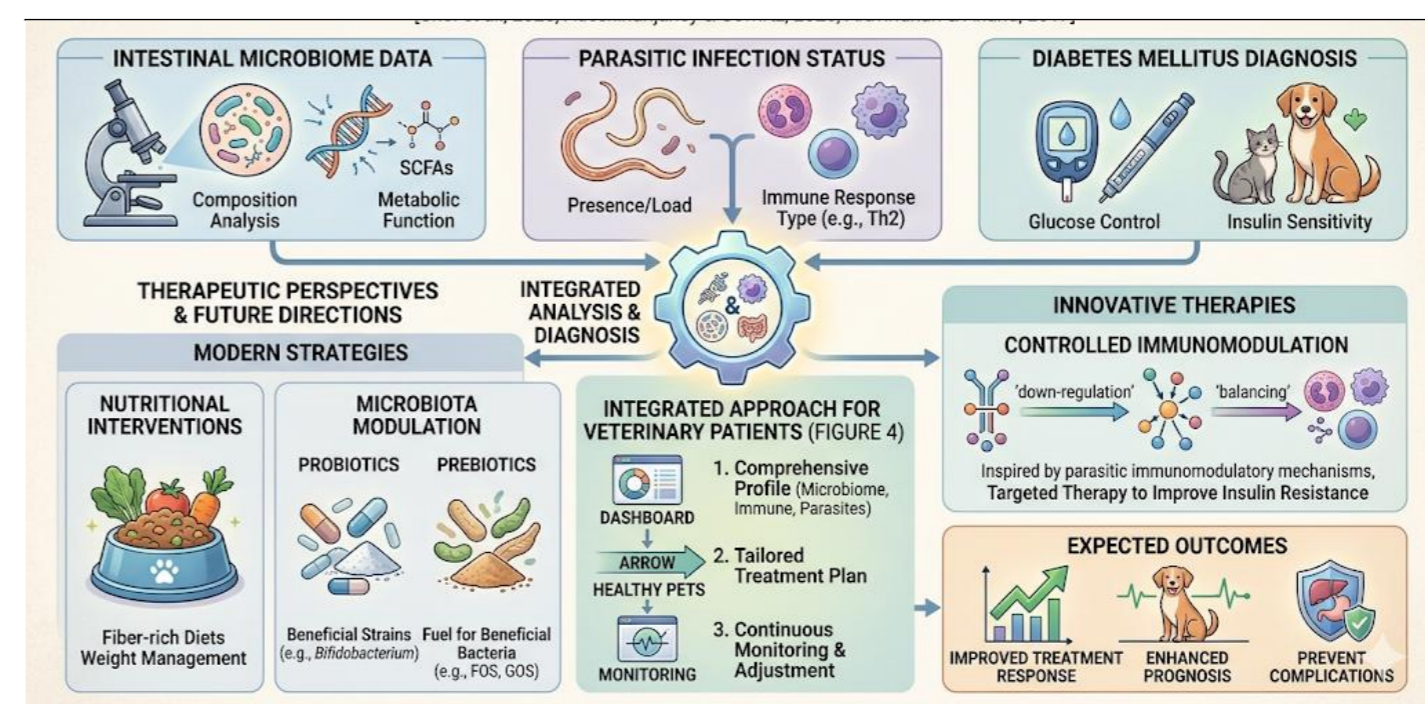 INTESTINAL MICROBIOME DATA
SCFAs
Composition
Analysis
Metabolic
Function
PARASITIC INFECTION STATUS
Presence/Load
Immune Response
Type (e.g., Th2)
DIABETES MELLITUS DIAGNOSIS
Glucose Control
Insulin Sensitivity
THERAPEUTIC PERSPECTIVES
& FUTURE DIRECTIONS
INTEGRATED
ANALYSIS &
DIAGNOSIS
&
MODERN STRATEGIES
NUTRITIONAL
INTERVENTIONS
Fiber-rich Diets
Weight Management
MICROBIOTA
MODULATION
PROBIOTICS
Beneficial Strains
(e.g., Bifidobacterium)
PREBIOTICS
Fuel for Beneficial
Bacteria
(e.g., FOS, GOS)
INTEGRATED APPROACH FOR
VETERINARY PATIENTS (FIGURE 4)
DASHBOARD
ARROW
HEALTHY PETS
MONITORING
1. Comprehensive
Profile (Microbiome,
Immune, Parasites)
2. Tailored
Treatment Plan
3. Continuous
Monitoring &
Adjustment
INNOVATIVE THERAPIES
CONTROLLED IMMUNOMODULATION
'down-regulation'
'balancing'
Inspired by parasitic immunomodulatory mechanisms,
Targeted Therapy to Improve Insulin Resistance
EXPECTED OUTCOMES
IMPROVED TREATMENT
RESPONSE
ENHANCED
PROGNOSIS
PREVENT
COMPLICATIONS